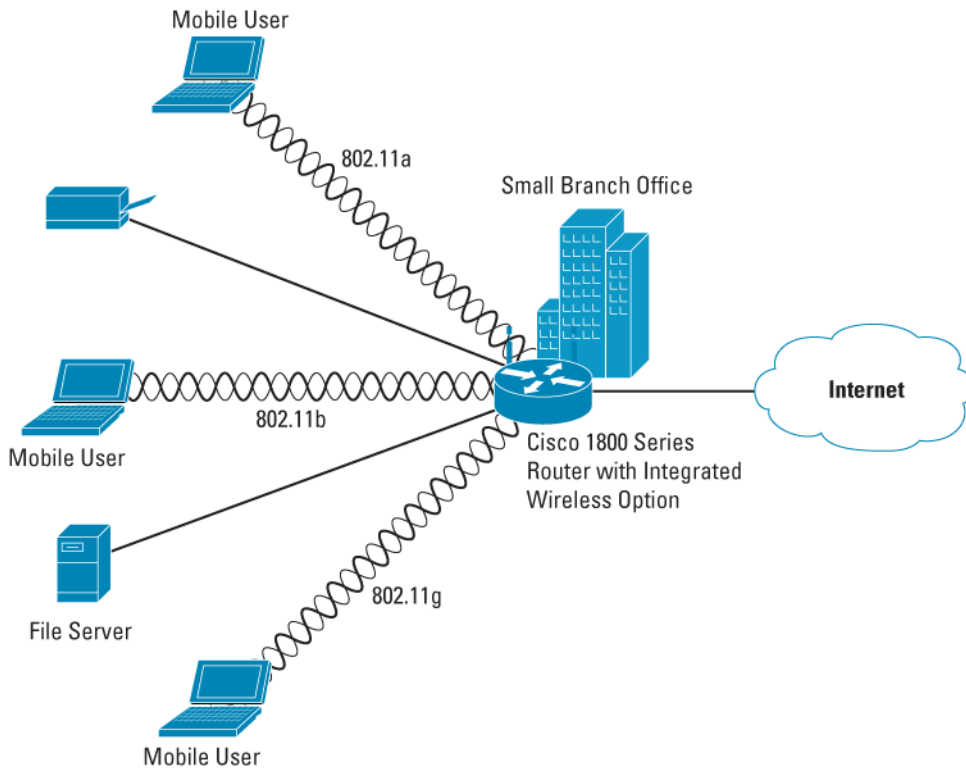 Mobile User
802.11a
Small Branch Office
Internet
802.11b
Mobile User
Cisco 1800 Series
Router with Integrated
Wireless Option
802.11g
File Server
Mobile User